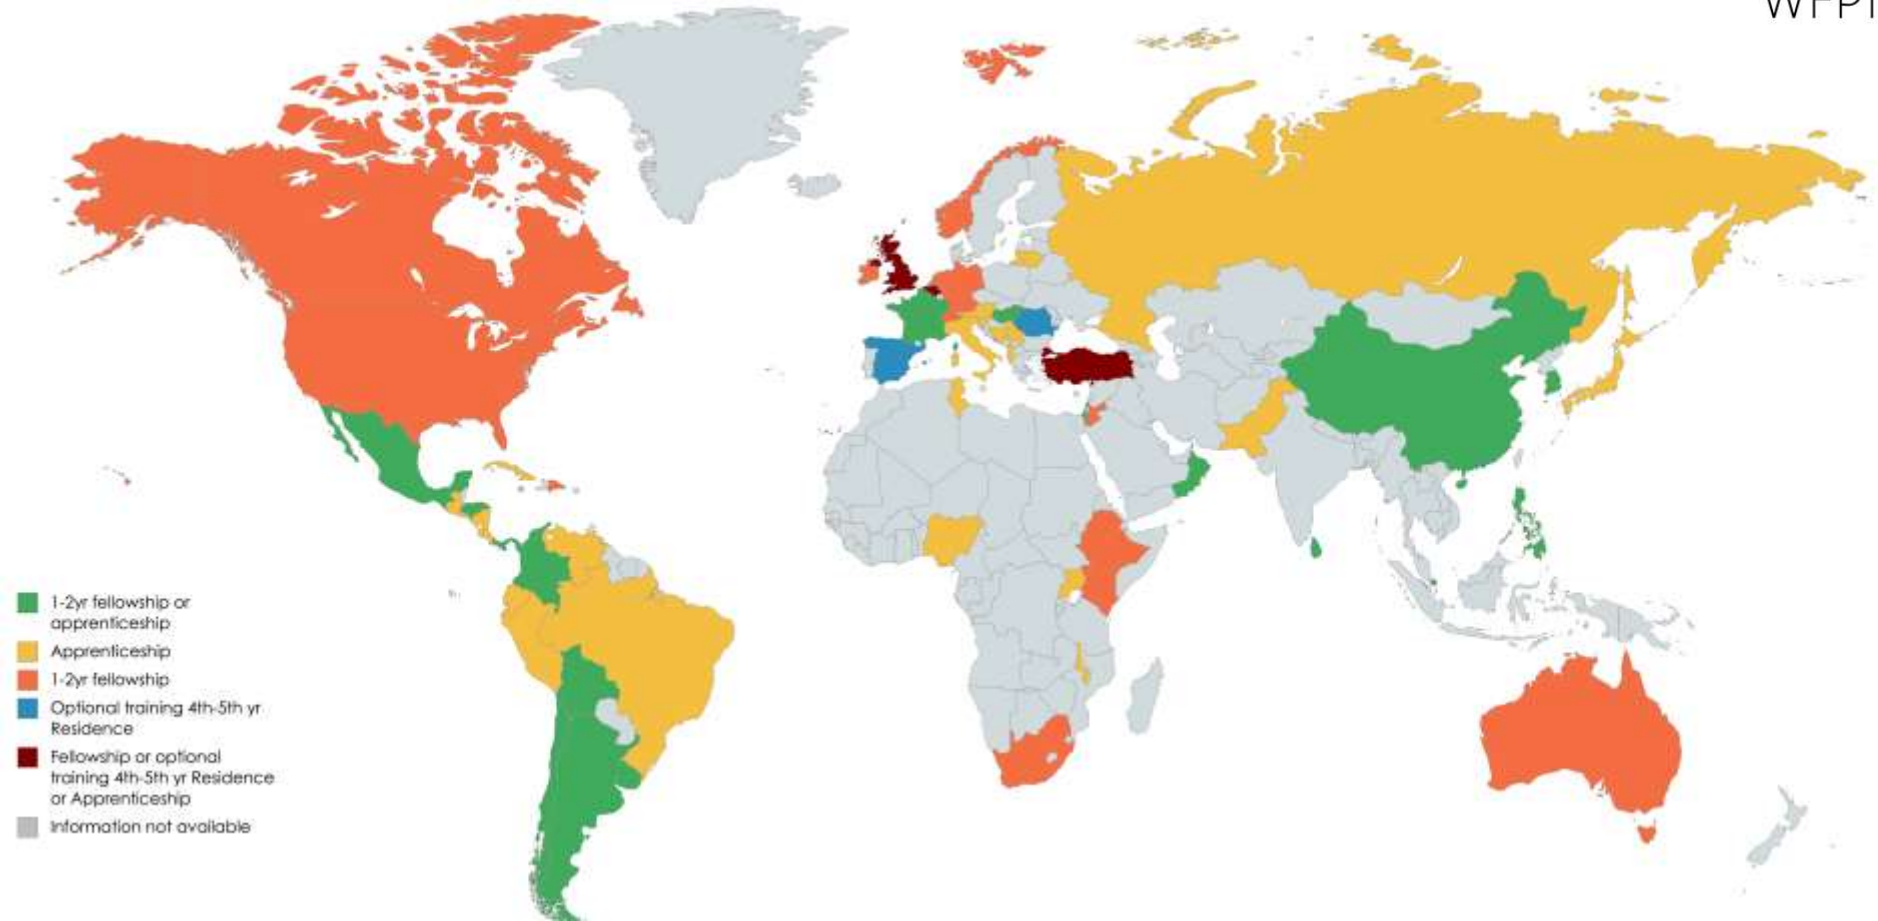 WFPI
1-2yr fellowship or
apprenticeship
Apprenticeship
1-2yr fellowship
Optional training 4th-5th yr
Residence
Fellowship or optional
training 4th-5th yr Residence
or Apprenticeship
Information not available